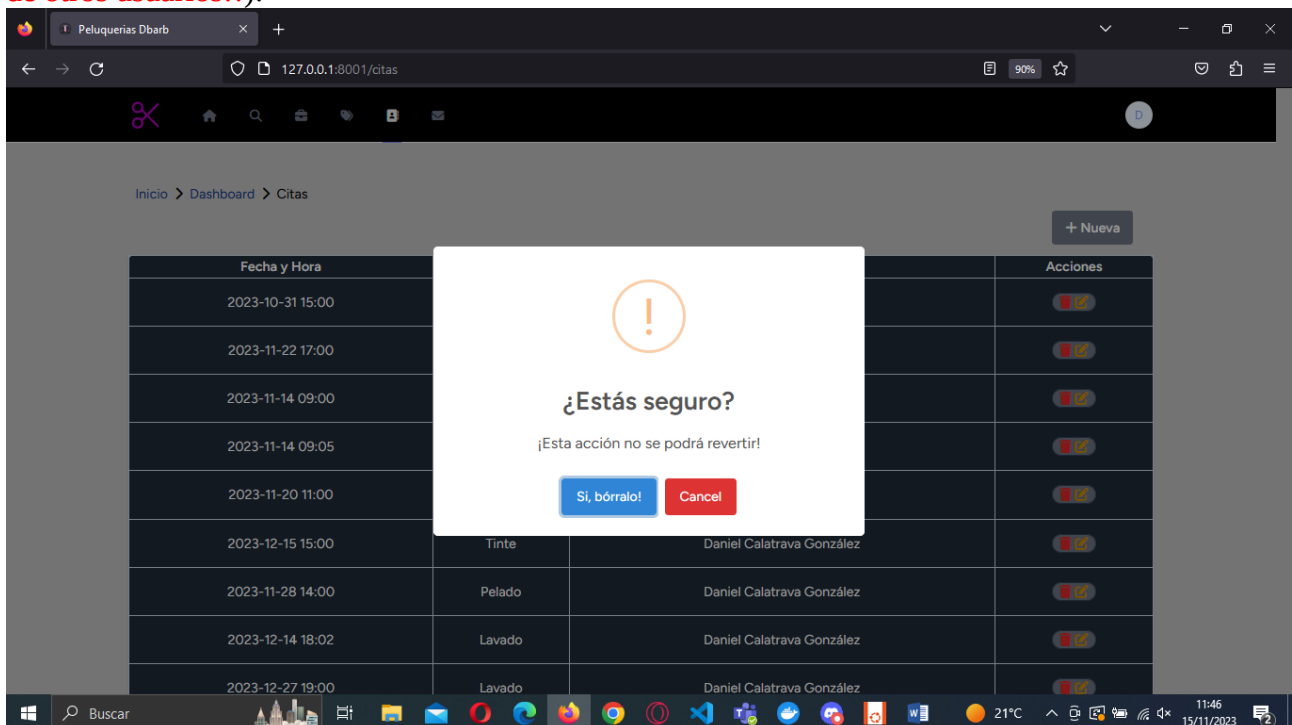 de otros usuarios..).
Peluquerias Dbarb
127.0.0.1:8001/citas
90%
D
Inicio > Dashboard > Citas
+ Nueva
Fecha y Hora Acciones
2023-10-31 15:00
2023-11-22 17:00
2023-11-14 09:00
2023-11-14 09:05
2023-11-20 11:00
¿Estás seguro?
¡Esta acción no se podrá revertir!
Si, bórralo! Cancel
2023-12-15 15:00 Tinte Daniel Calatrava González
2023-11-28 14:00 Pelado Daniel Calatrava González
2023-12-14 18:02 Lavado Daniel Calatrava González
2023-12-27 19:00 Lavado Daniel Calatrava González
Buscar 21°C 11:46
15/11/2023 2